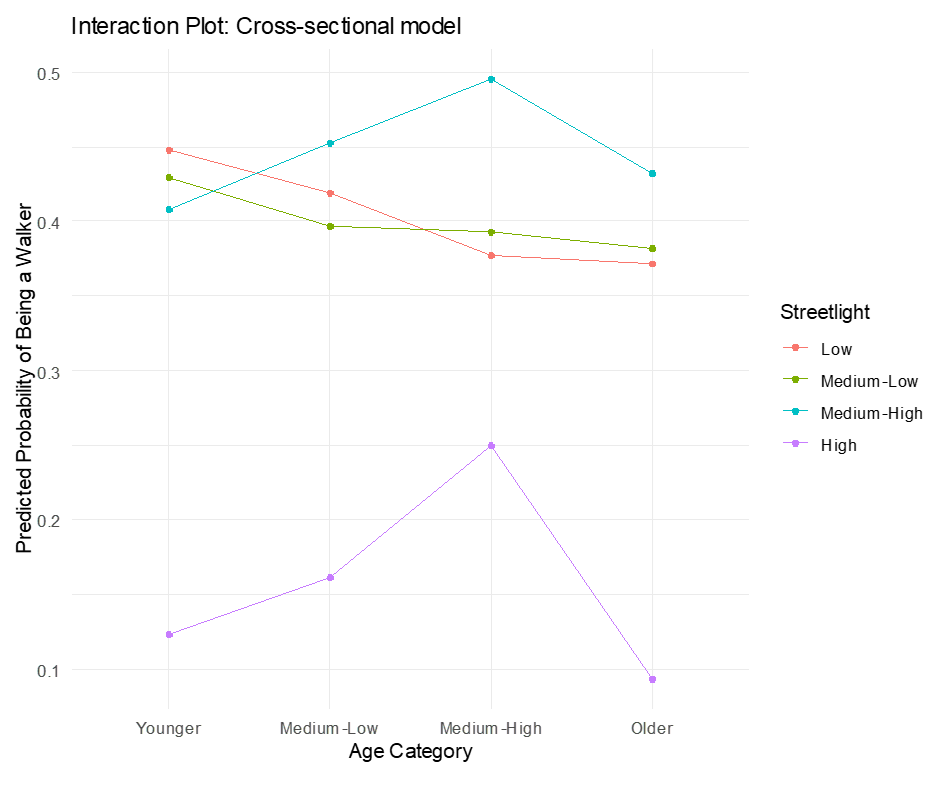 Interaction Plot: Cross-sectional model
Predicted Probability of Being a Walker
0.5
0.4
0.3
0.2
0.1
Younger
Medium-Low
Medium-High
Older
Age Category
Streetlight
Low
Medium-Low
Medium-High
High